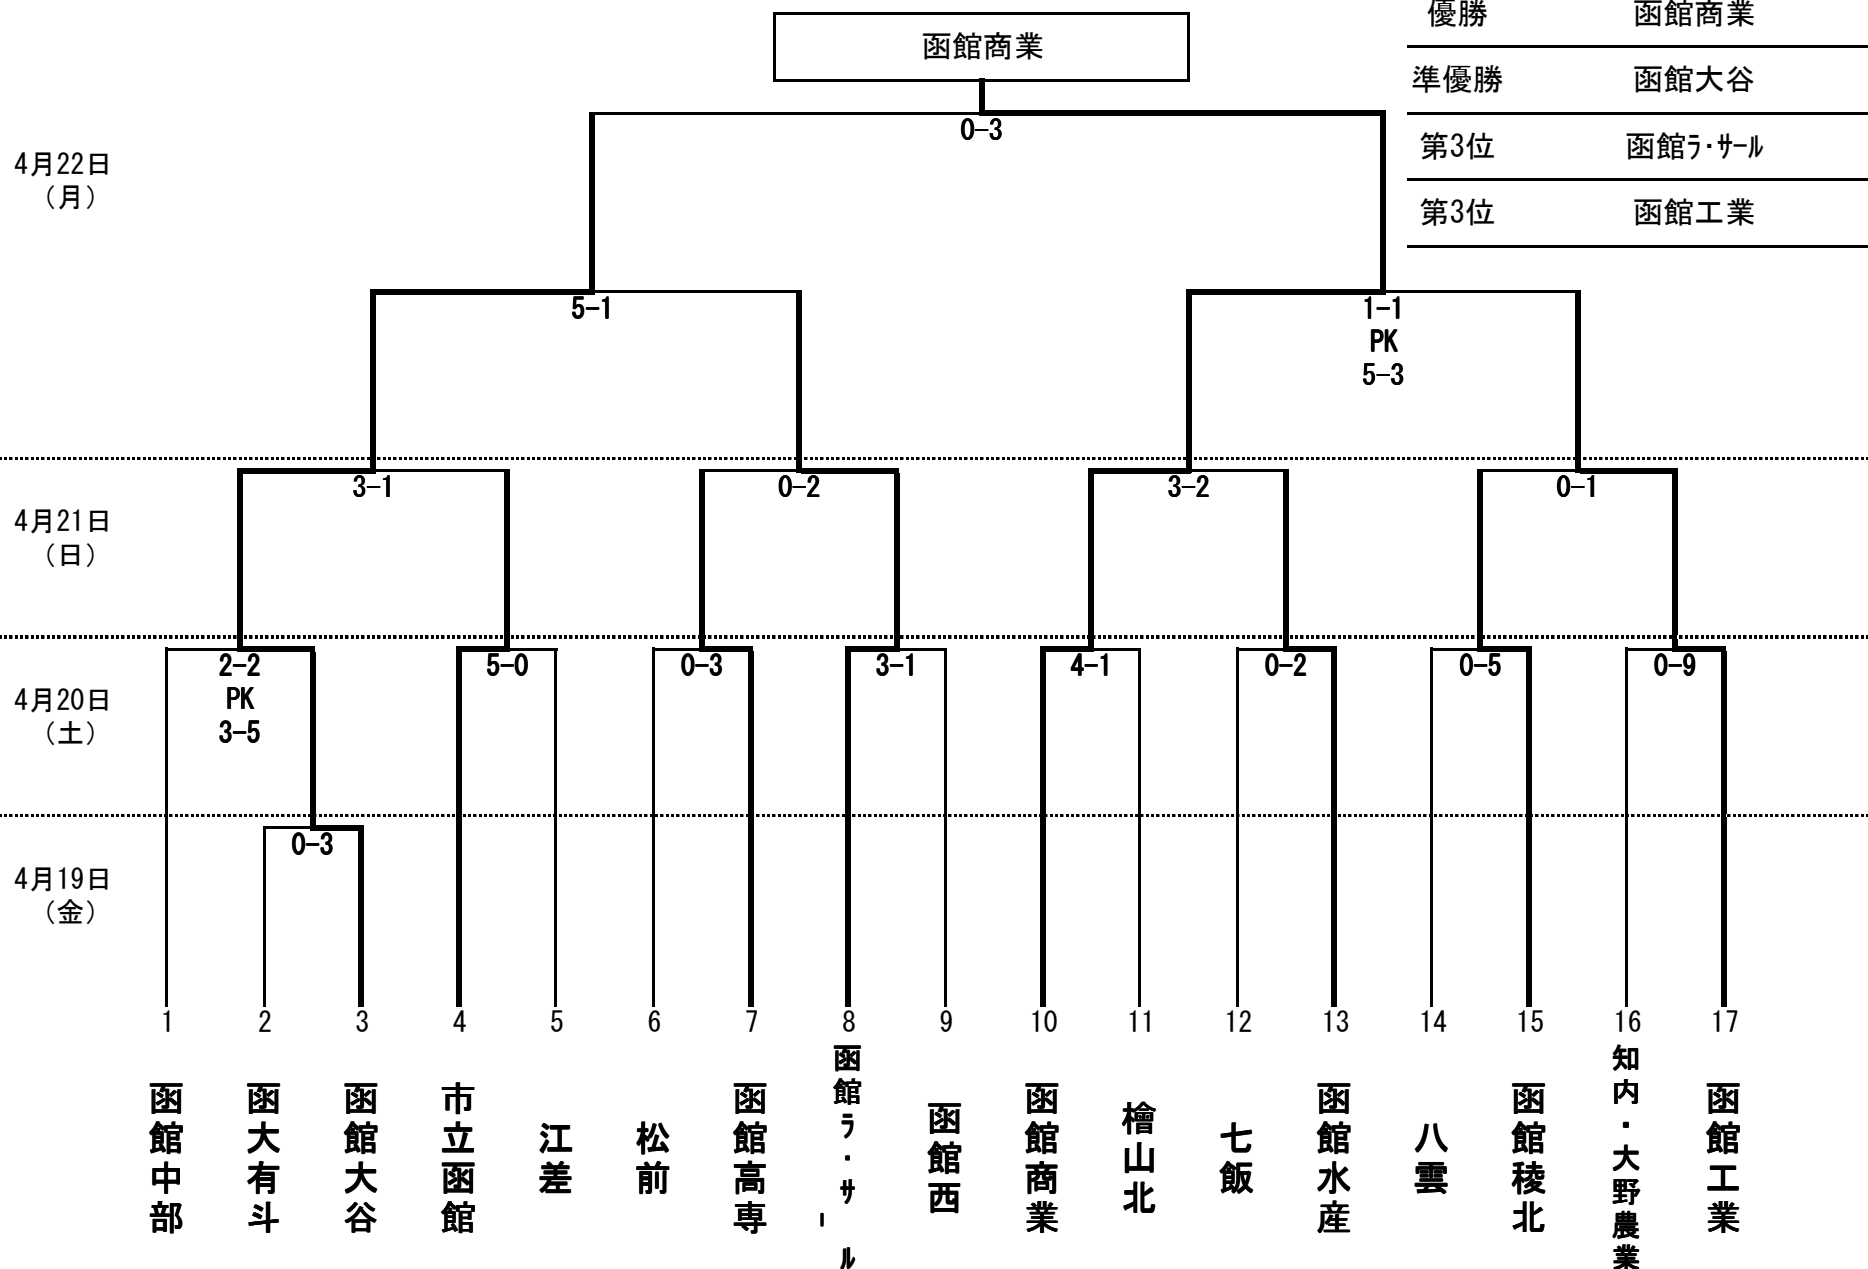 優勝 函館商業
函館商業
準優勝 函館大谷
0-3
第3位 函館ﾗ･ｻｰﾙ
4月22日
（月）
第3位 函館工業
5-1
1-1
PK
5-3
3-1 0-2 3-2 0-1
4月21日
（日）
2-2 5-0 0-3 3-1 4-1 0-2 0-5 0-9
PK
3-5
4月20日
（土）
0-3
4月19日
（金）
1 2 3 4 5 6 7 8 9 10 11 12 13 14 15 16 17
函館中部
函大有斗
函館大谷
市立函館
江差
松前
函館高専
函館ﾗ･ｻｰﾙ
函館西
函館商業
檜山北
七飯
函館水産
八雲
函館稜北
知内・大野農業
函館工業